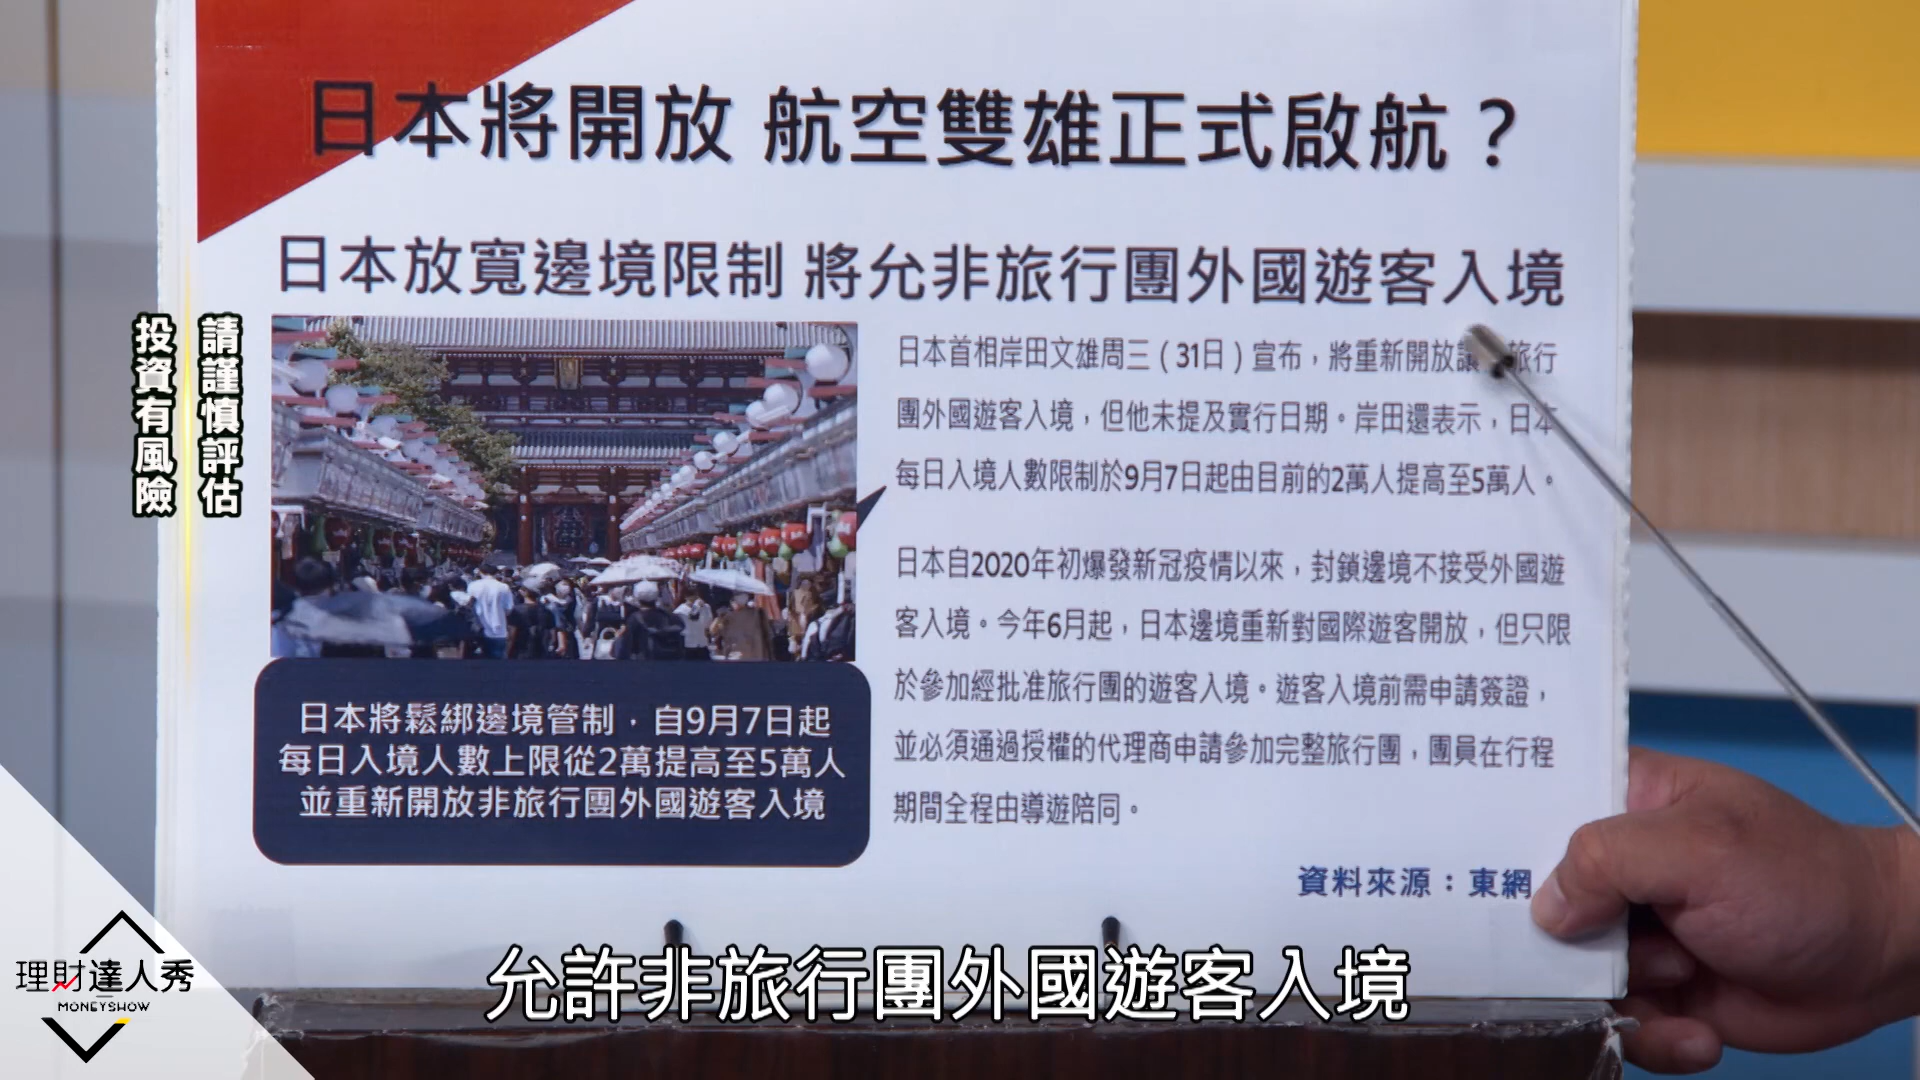 日本將開放 航空雙雄正式啟航？
日本放寬邊境限制 將允非旅行團外國遊客入境
日本首相岸田文雄周三（31日）宣布，將重新開放讓 旅行
團外國遊客入境，但他未提及實行日期。岸田還表示，日本
每日入境人數限制於9月7日起由目前的2萬人提高至5萬人。
日本自2020年初爆發新冠疫情以來，封鎖邊境不接受外國遊
客入境。今年6月起，日本邊境重新對國際遊客開放，但只限
於參加經批准旅行團的遊客入境。遊客入境前需申請簽證，
並必須通過授權的代理商申請參加完整旅行團，團員在行程
期間全程由導遊陪同。
日本將鬆綁邊境管制，自9月7日起
每日入境人數上限從2萬提高至5萬人
並重新開放非旅行團外國遊客入境
資料來源：東網
請謹慎評估
投資有風險
理財達人秀
MONEYSHOW
允許非旅行團外國遊客入境